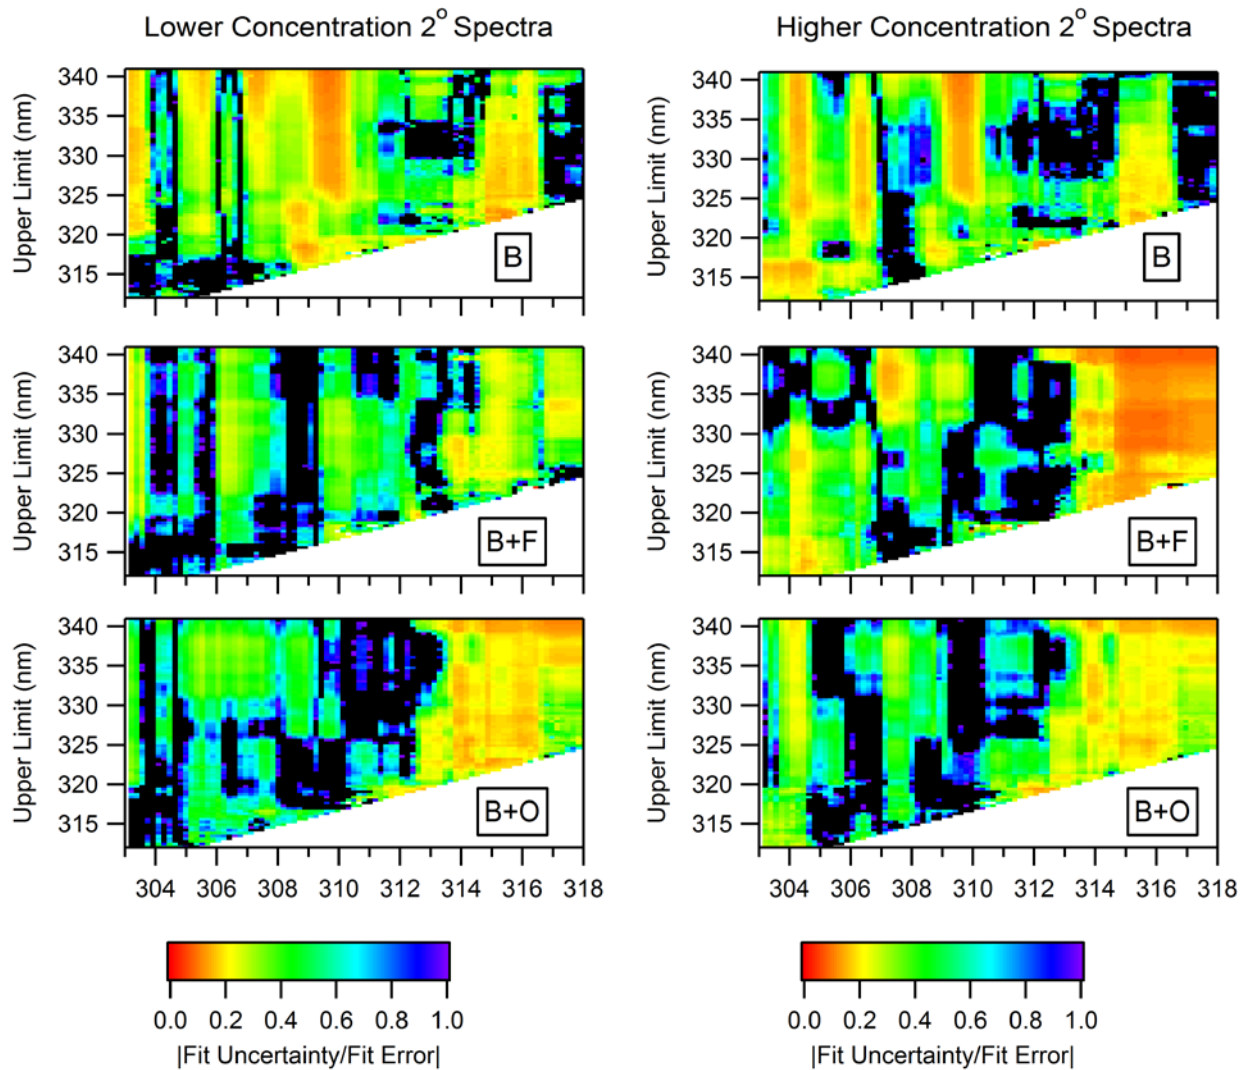 Lower Concentration 2° Spectra
Higher Concentration 2° Spectra
Upper Limit (nm)
340
335
330
325
320
315
B
Upper Limit (nm)
340
335
330
325
320
315
B
Upper Limit (nm)
340
335
330
325
320
315
B+F
Upper Limit (nm)
340
335
330
325
320
315
B+F
Upper Limit (nm)
340
335
330
325
320
315
B+O
304 306 308 310 312 314 316 318
Upper Limit (nm)
340
335
330
325
320
315
B+O
304 306 308 310 312 314 316 318
0.0 0.2 0.4 0.6 0.8 1.0
|Fit Uncertainty/Fit Error|
0.0 0.2 0.4 0.6 0.8 1.0
|Fit Uncertainty/Fit Error|